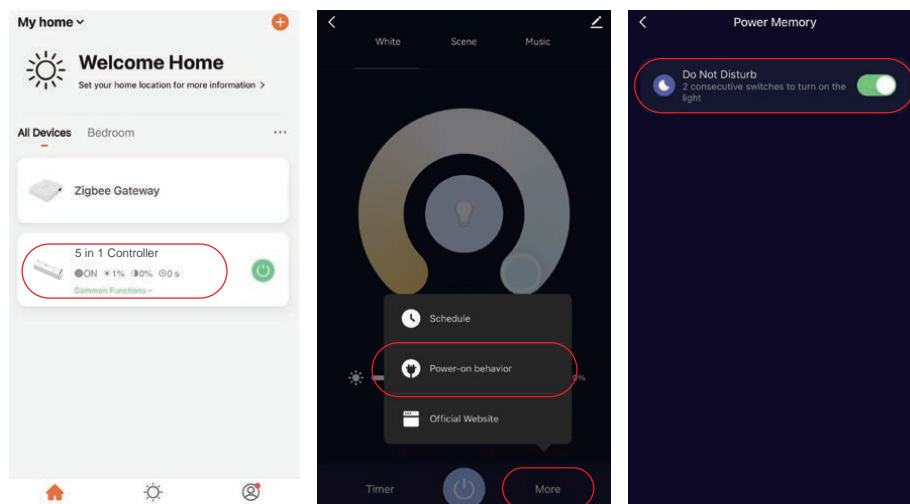 My home
Welcome Home
Set your home location for more information >
All Devices Bedroom ...
Zigbee Gateway
5 in 1 Controller
ON 1% 0% 0 s
Common Functions
White Scene Music
Schedule
Power-on behavior
0%
Official Website
Timer More
Power Memory
Do Not Disturb
2 consecutive switches to turn on the
light